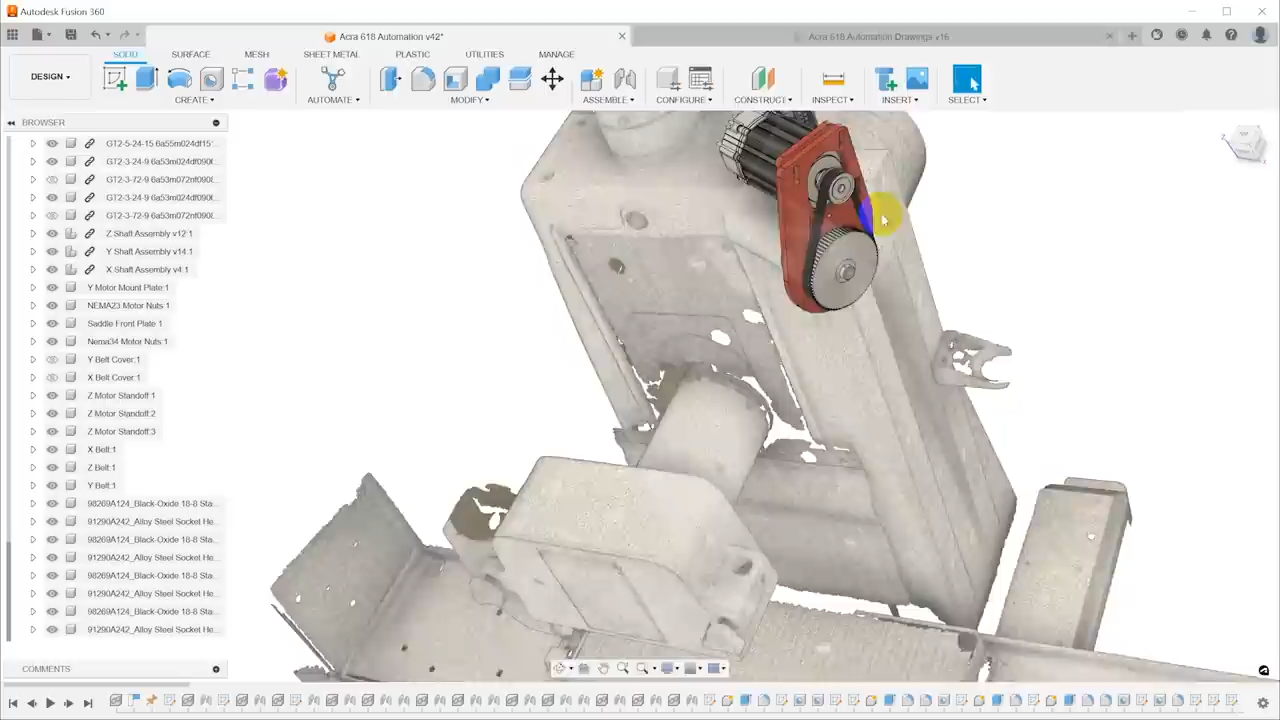 Autodesk Fusion 360
Acra 618 Automation v42*
Acra 618 Automation Drawings v16
DESIGN
SOLID SURFACE MESH SHEET METAL PLASTIC UTILITIES MANAGE
CREATE AUTOMATE MODIFY ASSEMBLE CONFIGURE CONSTRUCT INSPECT INSERT SELECT
BROWSER
GT2-5-24-15
GT2-3-24-9
GT2-3-72-9
GT2-3-24-9
GT2-3-72-9
Z Shaft Assembly v12:1
Y Shaft Assembly v14:1
X Shaft Assembly v4:1
Y Motor Mount Plate:1
NEMA23 Motor Nuts:1
Saddle Front Plate:1
Nema34 Motor Nuts:1
Y Belt Cover:1
X Belt Cover:1
Z Motor Standoff:1
Z Motor Standoff:2
Z Motor Standoff:3
X Belt:1
Z Belt:1
Y Belt:1
98269A124_Black-Oxide 18-8 Sta...
91290A242_Alloy Steel Socket He...
98269A124_Black-Oxide 18-8 Sta...
91290A242_Alloy Steel Socket He...
98269A124_Black-Oxide 18-8 Sta...
91290A242_Alloy Steel Socket He...
98269A124_Black-Oxide 18-8 Sta...
91290A242_Alloy Steel Socket He...
COMMENTS